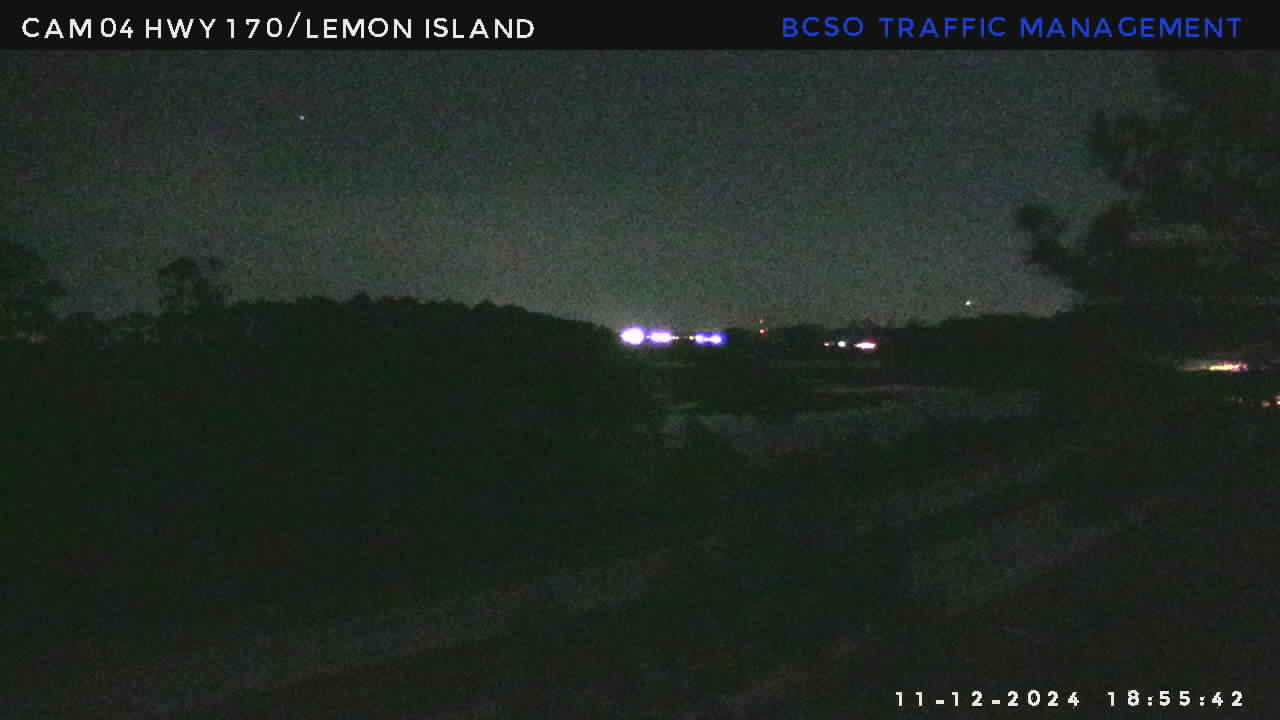 CAM04 HWY 170/LEMON ISLAND
BCSO TRAFFIC MANAGEMENT
11-12-2024 18:55:42